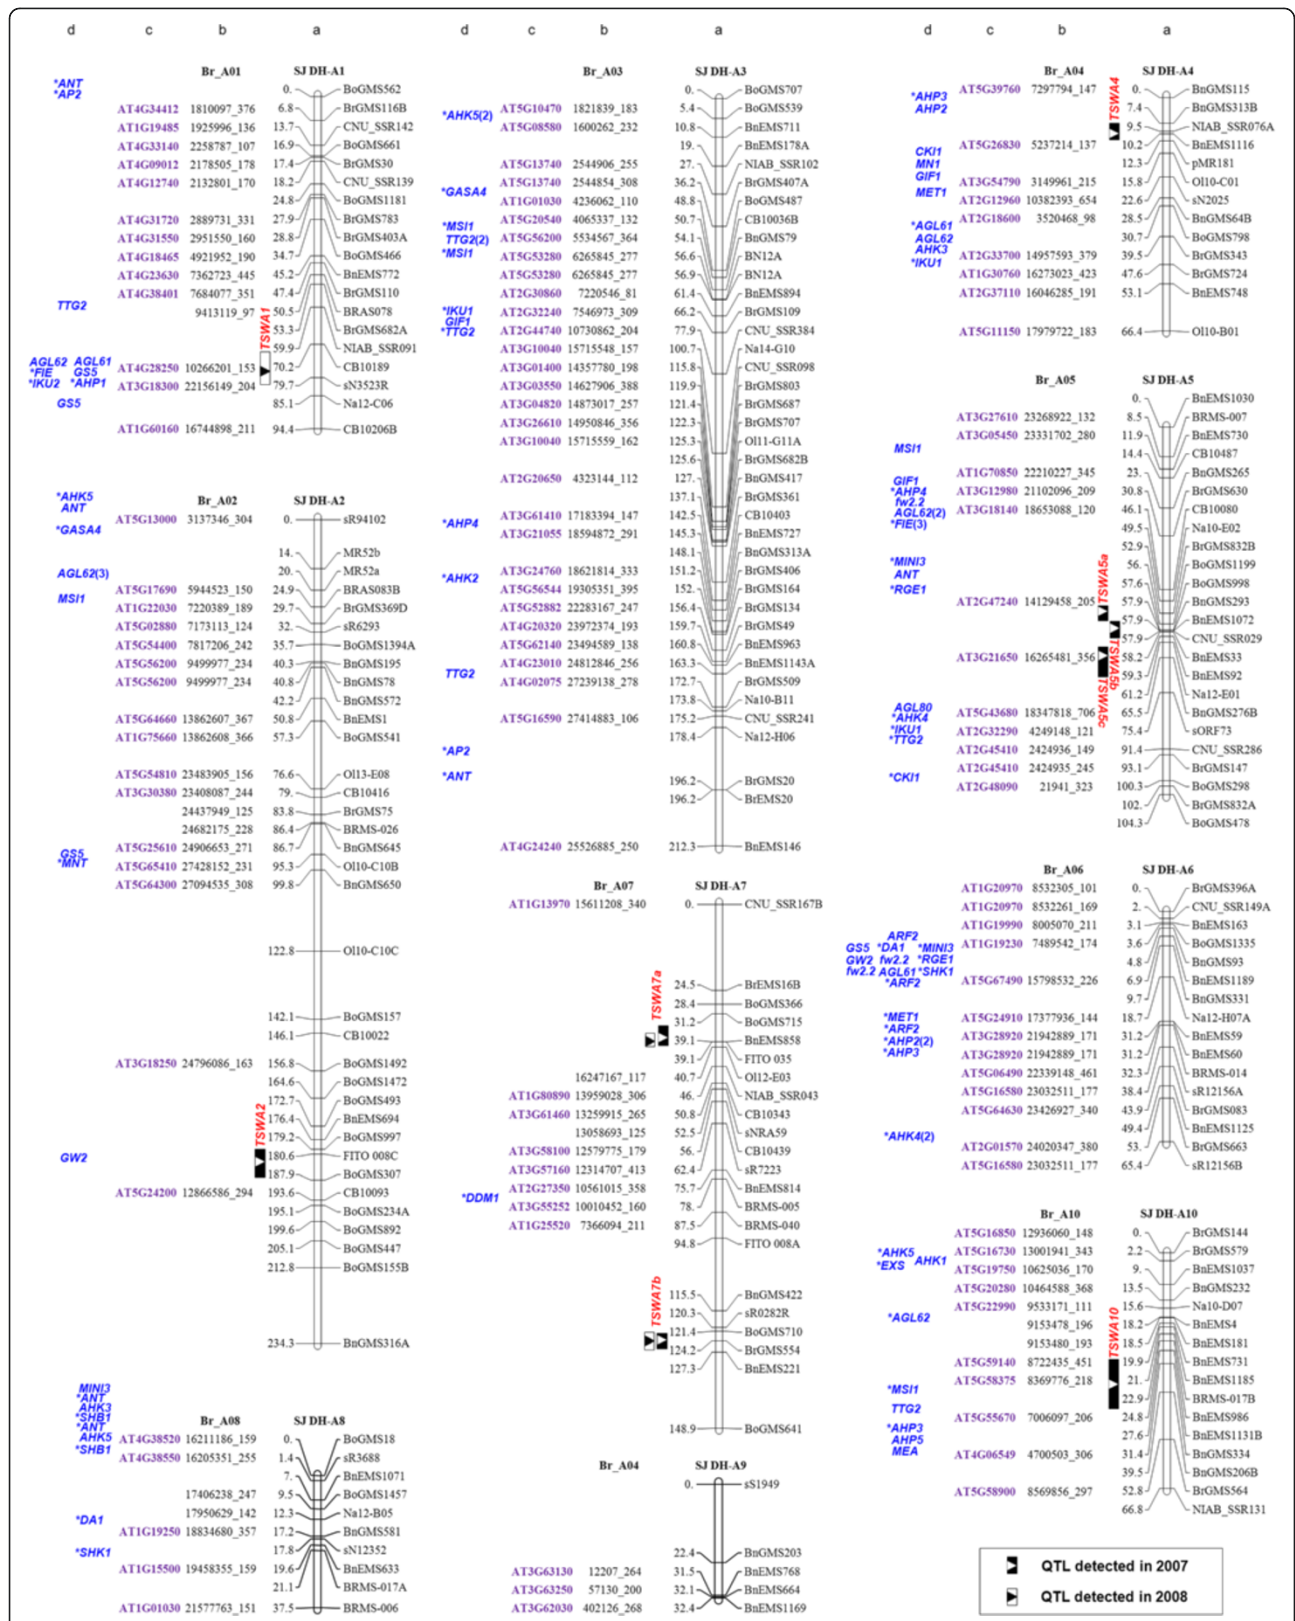 d c b a
Br_A01 SJ DH-A1
*ANT
*AP2
0. BoGMS562
AT4G34412 1810097_376 6.8 BrGMS116B
AT1G19485 1925996_136 13.7 CNU_SSR142
AT4G33140 2258787_107 16.9 BoGMS661
AT4G09012 2178505_178 17.4 BrGMS30
AT4G12740 2132801_170 18.2 CNU_SSR139
24.8 BoGMS1181
AT4G31720 2889731_331 27.9 BrGMS783
AT4G31550 2951550_160 28.8 BrGMS403A
AT4G18465 4921952_190 34.7 BoGMS466
AT4G23630 7362723_445 45.2 BnEMS772
AT4G38401 7684077_351 47.4 BrGMS110
TTG2 9413119_97 50.5 BRAS078
TSWA1
53.3 BrGMS682A
59.9 NIAB_SSR091
AGL62 AGL61
*FIE GS5
*IKU2 *AHP1
AT4G28250 10266201_153 70.2 CB10189
AT3G18300 22156149_204 79.7 sN3523R
GS5 85.1 Na12-C06
AT1G60160 16744898_211 94.4 CB10206B
Br_A02 SJ DH-A2
*AHK5
ANT
*GASA4
AT5G13000 3137346_304 0. sR94102
14. MR52b
AGL62(3) 20. MR52a
AT5G17690 5944523_150 24.9 BRAS083B
MSI1
AT1G22030 7220389_189 29.7 BrGMS369D
AT5G02880 7173113_124 32. sR6293
AT5G54400 7817206_242 35.7 BoGMS1394A
AT5G56200 9499977_234 40.3 BnGMS195
AT5G56200 9499977_234 40.8 BnGMS78
42.2 BnGMS572
AT5G64660 13862607_367 50.8 BnEMS1
AT1G75660 13862608_366 57.3 BoGMS541
AT5G54810 23483905_156 76.6 Ol13-E08
AT3G30380 23408087_244 79. CB10416
24437949_125 83.8 BrGMS75
24682175_228 86.4 BRMS-026
GS5
*MNT
AT5G25610 24906653_271 86.7 BnGMS645
AT5G65410 27428152_231 95.3 Ol10-C10B
AT5G64300 27094535_308 99.8 BnGMS650
122.8 Ol10-C10C
142.1 BoGMS157
146.1 CB10022
AT3G18250 24796086_163 156.8 BoGMS1492
164.6 BoGMS1472
172.7 BoGMS493
TSWA2
176.4 BnEMS694
179.2 BoGMS997
GW2 180.6 FITO 008C
187.9 BoGMS307
AT5G24200 12866586_294 193.6 CB10093
195.1 BoGMS234A
199.6 BoGMS892
205.1 BoGMS447
212.8 BoGMS155B
234.3 BnGMS316A
MINI3
*ANT
AHK3
*SHB1
*ANT
AHK5
*SHB1
Br_A08 SJ DH-A8
AT4G38520 16211186_159 0. BoGMS18
AT4G38550 16205351_255 1.4 sR3688
7. BnEMS1071
17406238_247 9.5 BoGMS1457
*DA1 17950629_142 12.3 Na12-B05
AT1G19250 18834680_357 17.2 BnGMS581
*SHK1 17.8 sN12352
AT1G15500 19458355_159 19.6 BnEMS633
21.1 BRMS-017A
AT1G01030 21577763_151 37.5 BRMS-006
d c b a
Br_A03 SJ DH-A3
0. BoGMS707
*AHK5(2)
AT5G10470 1821839_183 5.4 BoGMS539
AT5G08580 1600262_232 10.8 BnEMS711
19. BnEMS178A
AT5G13740 2544906_255 27. NIAB_SSR102
*GASA4
AT5G13740 2544854_308 36.2 BrGMS407A
AT1G01030 4236062_110 48.8 BoGMS487
*MSI1
AT5G20540 4065337_132 50.7 CB10036B
TTG2(2)
AT5G56200 5534567_364 54.1 BnGMS79
*MSI1
AT5G53280 6265845_277 56.6 BN12A
AT5G53280 6265845_277 56.9 BN12A
AT2G30860 7220546_81 61.4 BnEMS894
*IKU1
GIF1
*TTG2
AT2G32240 7546973_309 66.2 BrGMS109
AT2G44740 10730862_204 77.9 CNU_SSR384
AT3G10040 15715548_157 100.7 Na14-G10
AT3G01400 14357780_198 115.8 CNU_SSR098
AT3G03550 14627906_388 119.9 BrGMS803
AT3G04820 14873017_257 121.4 BrGMS687
AT3G26610 14950846_356 122.3 BrGMS707
AT3G10040 15715559_162 125.3 Ol11-G11A
125.6 BrGMS682B
AT2G20650 4323144_112 127. BnGMS417
137.1 BrGMS361
*AHP4
AT3G61410 17183394_147 142.5 CB10403
AT3G21055 18594872_291 145.3 BnEMS727
148.1 BnGMS313A
*AHK2
AT3G24760 18621814_333 151.2 BrGMS406
AT5G56544 19305351_395 152. BrGMS164
AT5G52882 22283167_247 156.4 BrGMS134
AT4G20320 23972374_193 159.7 BrGMS49
AT5G62140 23494589_138 160.8 BnEMS963
TTG2
AT4G23010 24812846_256 163.3 BnEMS1143A
AT4G02075 27239138_278 172.7 BrGMS509
173.8 Na10-B11
AT5G16590 27414883_106 175.2 CNU_SSR241
*AP2 178.4 Na12-H06
*ANT 196.2 BrGMS20
196.2 BrEMS20
AT4G24240 25526885_250 212.3 BnEMS146
Br_A07 SJ DH-A7
AT1G13970 15611208_340 0. CNU_SSR167B
TSWA7a
24.5 BrEMS16B
28.4 BoGMS366
31.2 BoGMS715
39.1 BnEMS858
39.1 FITO 035
16247167_117 40.7 Ol12-E03
AT1G80890 13959028_306 46. NIAB_SSR043
AT3G61460 13259915_265 50.8 CB10343
13058693_125 52.5 sNRA59
AT3G58100 12579775_179 56. CB10439
AT3G57160 12314707_413 62.4 sR7223
*DDM1
AT2G27350 10561015_358 75.7 BnEMS814
AT3G55252 10010452_160 78. BRMS-005
AT1G25520 7366094_211 87.5 BRMS-040
94.8 FITO 008A
TSWA7b
115.5 BnGMS422
120.3 sR0282R
121.4 BoGMS710
124.2 BrGMS554
127.3 BnEMS221
148.9 BoGMS641
Br_A04 SJ DH-A9
0. sS1949
22.4 BnGMS203
AT3G63130 12207_264 31.5 BnEMS768
AT3G63250 57130_200 32.1 BnEMS664
AT3G62030 402126_268 32.4 BnEMS1169
d c b a
Br_A04 SJ DH-A4
TSWA4
*AHP3
AHP2
AT5G39760 7297794_147 0. BnGMS115
7.4 BnGMS313B
9.5 NIAB_SSR076A
CKI1
MN1
GIF1
MET1
AT5G26830 5237214_137 10.2 BnEMS1116
12.3 pMR181
AT3G54790 3149961_215 15.8 Ol10-C01
AT2G12960 10382393_654 22.6 sN2025
*AGL61
AGL62
AHK3
*IKU1
AT2G18600 3520468_98 28.5 BnGMS64B
30.7 BoGMS798
AT2G33700 14957593_379 39.5 BrGMS343
AT1G30760 16273023_423 47.6 BrGMS724
AT2G37110 16046285_191 53.1 BnEMS748
AT5G11150 17979722_183 66.4 Ol10-B01
Br_A05 SJ DH-A5
0. BnEMS1030
AT3G27610 23268922_132 8.5 BRMS-007
AT3G05450 23331702_280 11.9 BnEMS730
MSI1 14.4 CB10487
AT1G70850 22210227_345 23. BnGMS265
GIF1
*AHP4
fw2.2
AGL62(2)
*FIE(3)
AT3G12980 21102096_209 30.8 BrGMS630
AT3G18140 18653088_120 46.1 CB10080
49.5 Na10-E02
52.9 BrGMS832B
*MINI3
ANT
*RGE1
56. BoGMS1199
TSWA5a
57.6 BoGMS998
AT2G47240 14129458_205 57.9 BnGMS293
57.9 BnEMS1072
57.9 CNU_SSR029
AT3G21650 16265481_356 58.2 BnEMS33
TSWA5b
59.3 BnEMS92
TSWA5c
61.2 Na12-E01
AGL80
*AHK4
*IKU1
*TTG2
AT5G43680 18347818_706 65.5 BnGMS276B
AT2G32290 4249148_121 75.4 sORF73
AT2G45410 2424936_149 91.4 CNU_SSR286
*CKI1
AT2G45410 2424935_245 93.1 BrGMS147
AT2G48090 21941_323 100.3 BoGMS298
102. BrGMS832A
104.3 BoGMS478
Br_A06 SJ DH-A6
AT1G20970 8532305_101 0. BrGMS396A
AT1G20970 8532261_169 2. CNU_SSR149A
AT1G19990 8005070_211 3.1 BnEMS163
ARF2
GS5 *DA1 *MINI3
GW2 fw2.2 *RGE1
fw2.2 AGL61 *SHK1
*ARF2
AT1G19230 7489542_174 3.6 BoGMS1335
4.8 BnGMS93
AT5G67490 15798532_226 6.9 BnEMS1189
9.7 BnGMS331
*MET1
*ARF2
*AHP2(2)
*AHP3
AT5G24910 17377936_144 18.7 Na12-H07A
AT3G28920 21942889_171 31.2 BnEMS59
AT3G28920 21942889_171 31.2 BnEMS60
AT5G06490 22339148_461 32.3 BRMS-014
AT5G16580 23032511_177 38.4 sR12156A
AT5G64630 23426927_340 43.9 BrGMS083
*AHK4(2) 49.4 BnEMS1125
AT2G01570 24020347_380 53. BrGMS663
AT5G16580 23032511_177 65.4 sR12156B
Br_A10 SJ DH-A10
AT5G16850 12936060_148 0. BrGMS144
*AHK5 AHK1
*EXS
AT5G16730 13001941_343 2.2 BrGMS579
AT5G19750 10625036_170 9. BnEMS1037
AT5G20280 10464588_368 13.5 BnGMS232
*AGL62
AT5G22990 9533171_111 15.6 Na10-D07
TSWA10
9153478_196 18.2 BnEMS4
9153480_193 18.5 BnEMS181
AT5G59140 8722435_451 19.9 BnEMS731
*MSI1
AT5G58375 8369776_218 21. BnEMS1185
TTG2 22.9 BRMS-017B
*AHP3
AHP5
MEA
AT5G55670 7006097_206 24.8 BnEMS986
27.6 BnEMS1131B
AT4G06549 4700503_306 31.4 BnGMS334
39.5 BnGMS206B
AT5G58900 8569856_297 52.8 BrGMS564
66.8 NIAB_SSR131
QTL detected in 2007
QTL detected in 2008